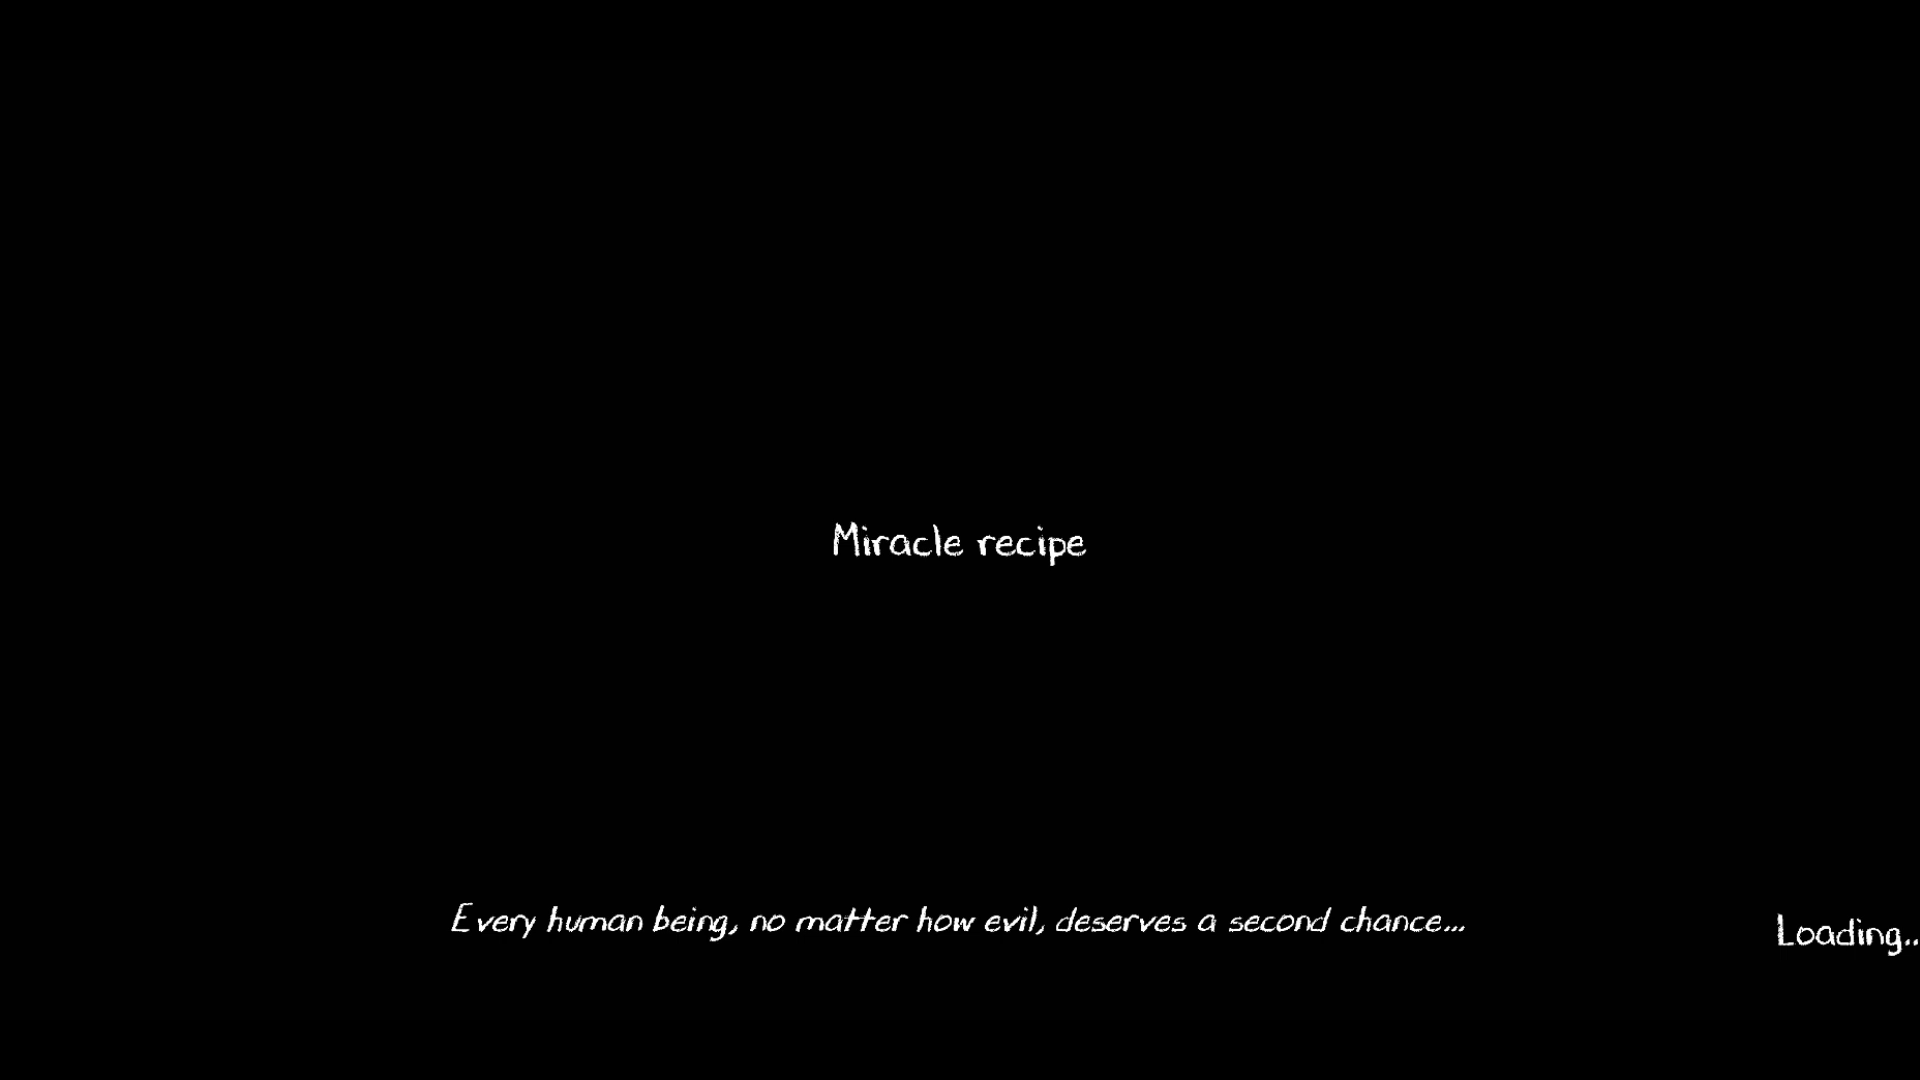 Miracle recipe
Every human being, no matter how evil, deserves a second chance...
Loading..